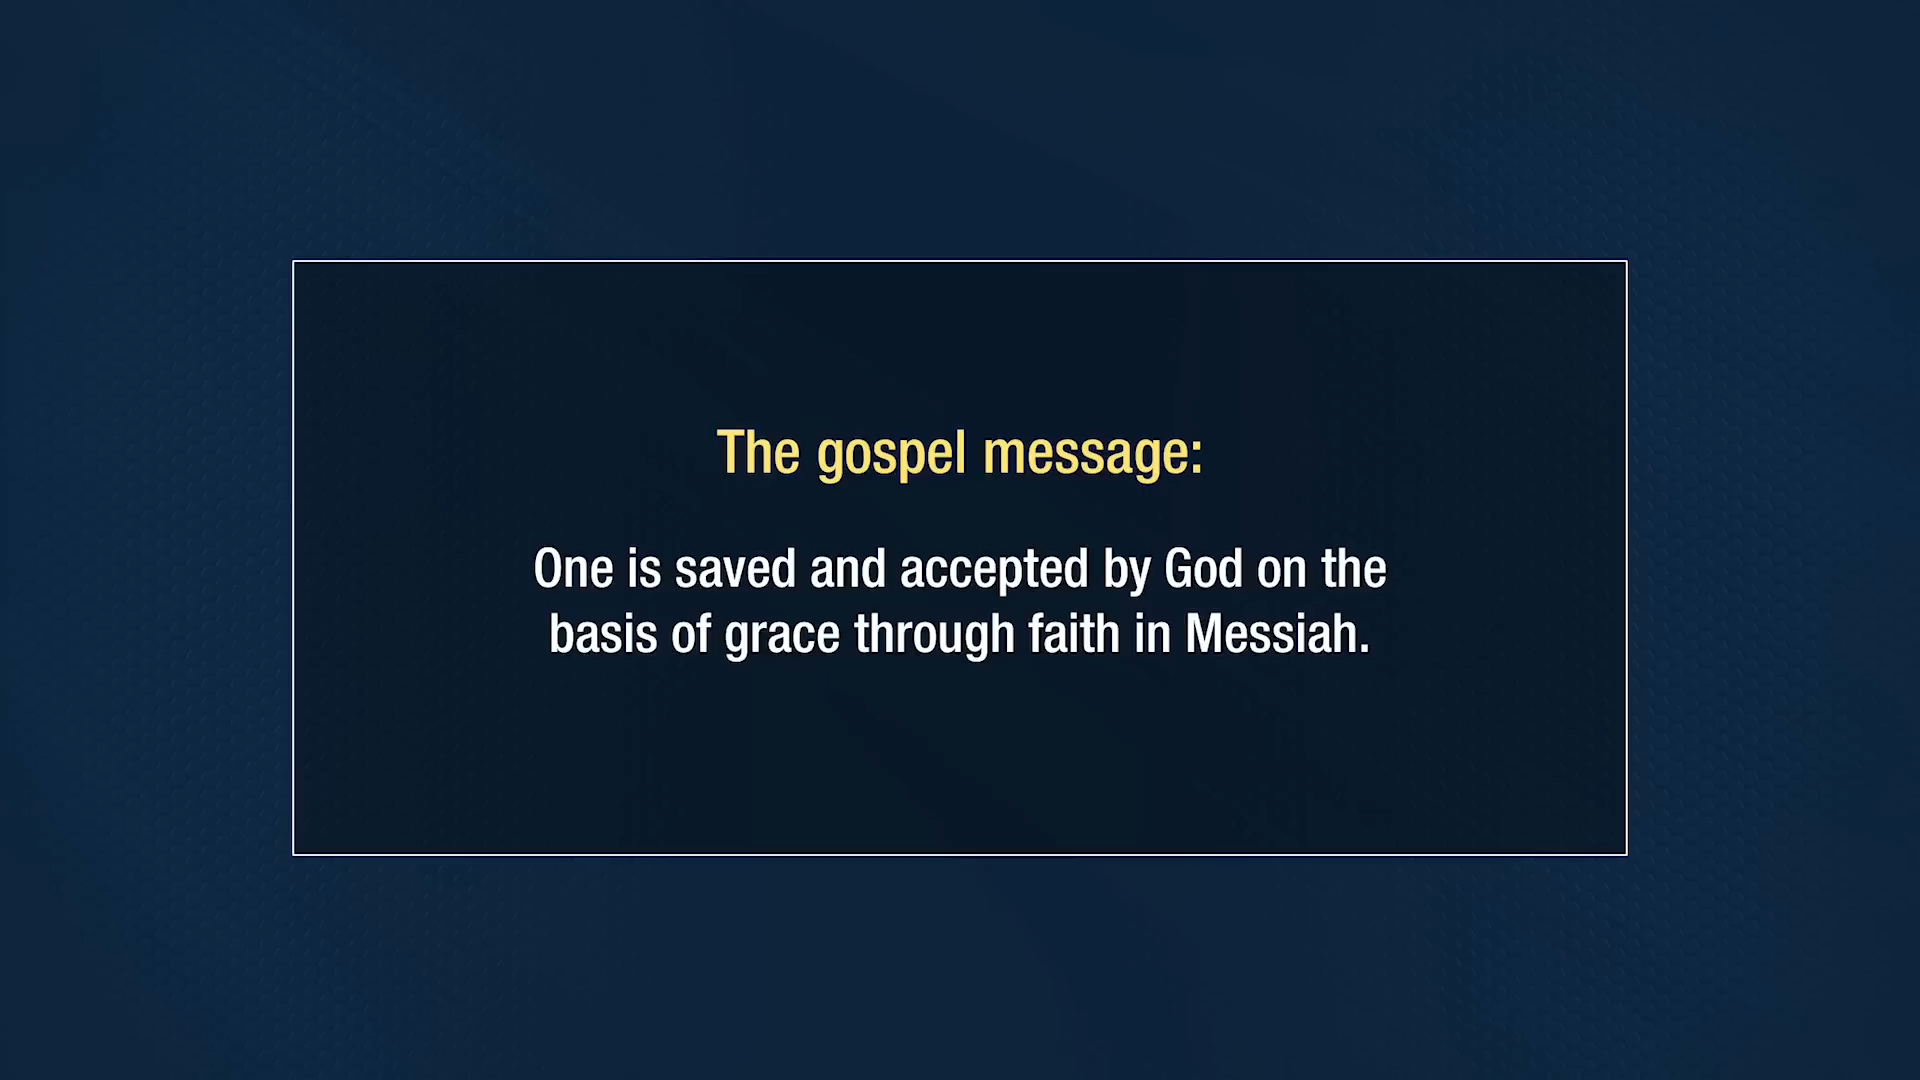 The gospel message:
One is saved and accepted by God on the
basis of grace through faith in Messiah.